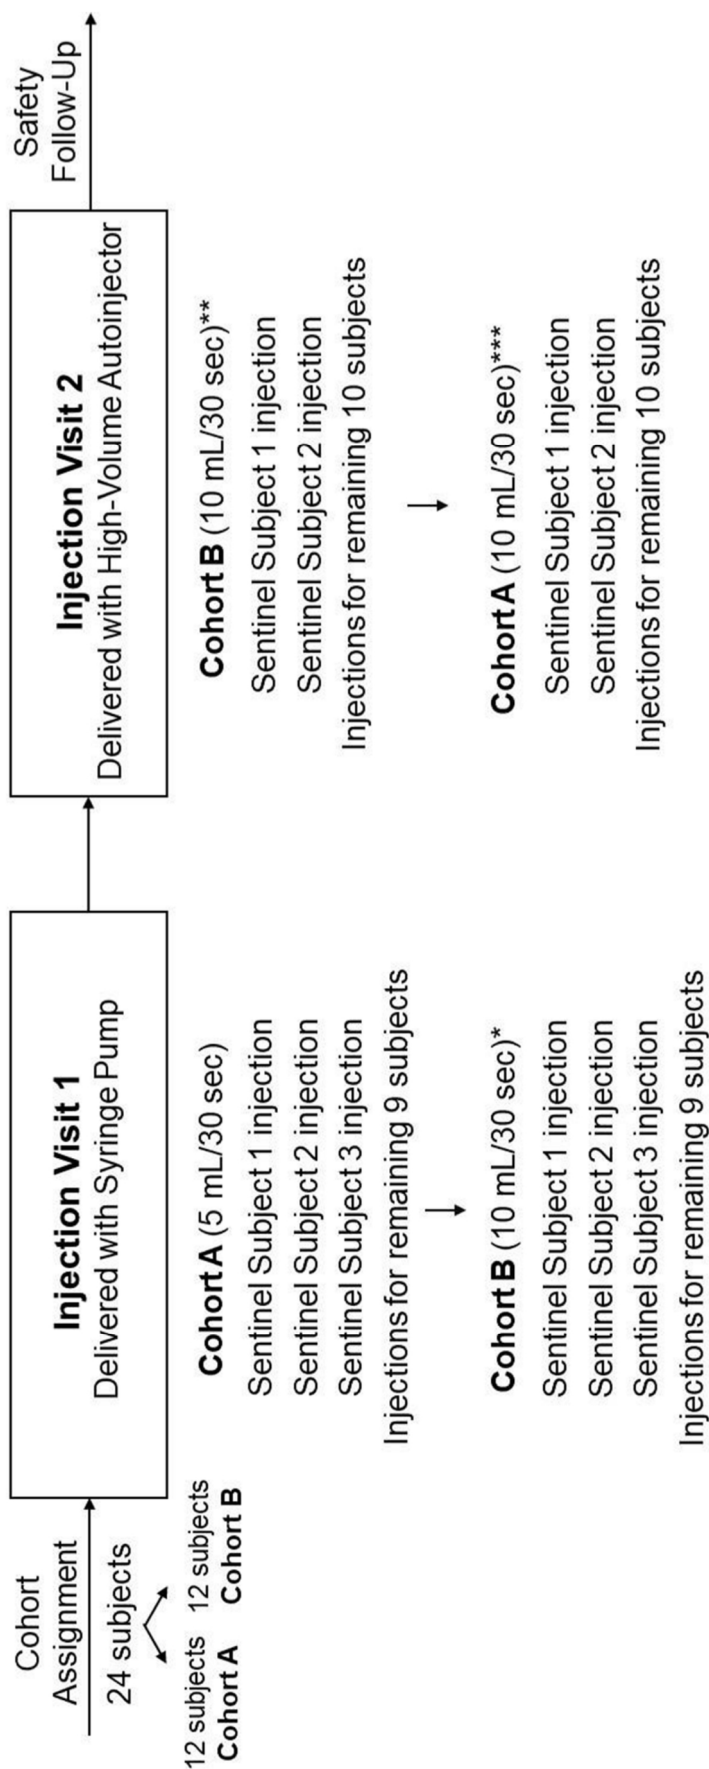 Cohort
Assignment
24 subjects
12 subjects
Cohort A
12 subjects
Cohort B
Injection Visit 1
Delivered with Syringe Pump
Cohort A (5 mL/30 sec)
Sentinel Subject 1 injection
Sentinel Subject 2 injection
Sentinel Subject 3 injection
Injections for remaining 9 subjects
Cohort B (10 mL/30 sec)*
Sentinel Subject 1 injection
Sentinel Subject 2 injection
Sentinel Subject 3 injection
Injections for remaining 9 subjects
Injection Visit 2
Delivered with High-Volume Autoinjector
Cohort B (10 mL/30 sec)**
Sentinel Subject 1 injection
Sentinel Subject 2 injection
Injections for remaining 10 subjects
Cohort A (10 mL/30 sec)***
Sentinel Subject 1 injection
Sentinel Subject 2 injection
Injections for remaining 10 subjects
Safety
Follow-Up